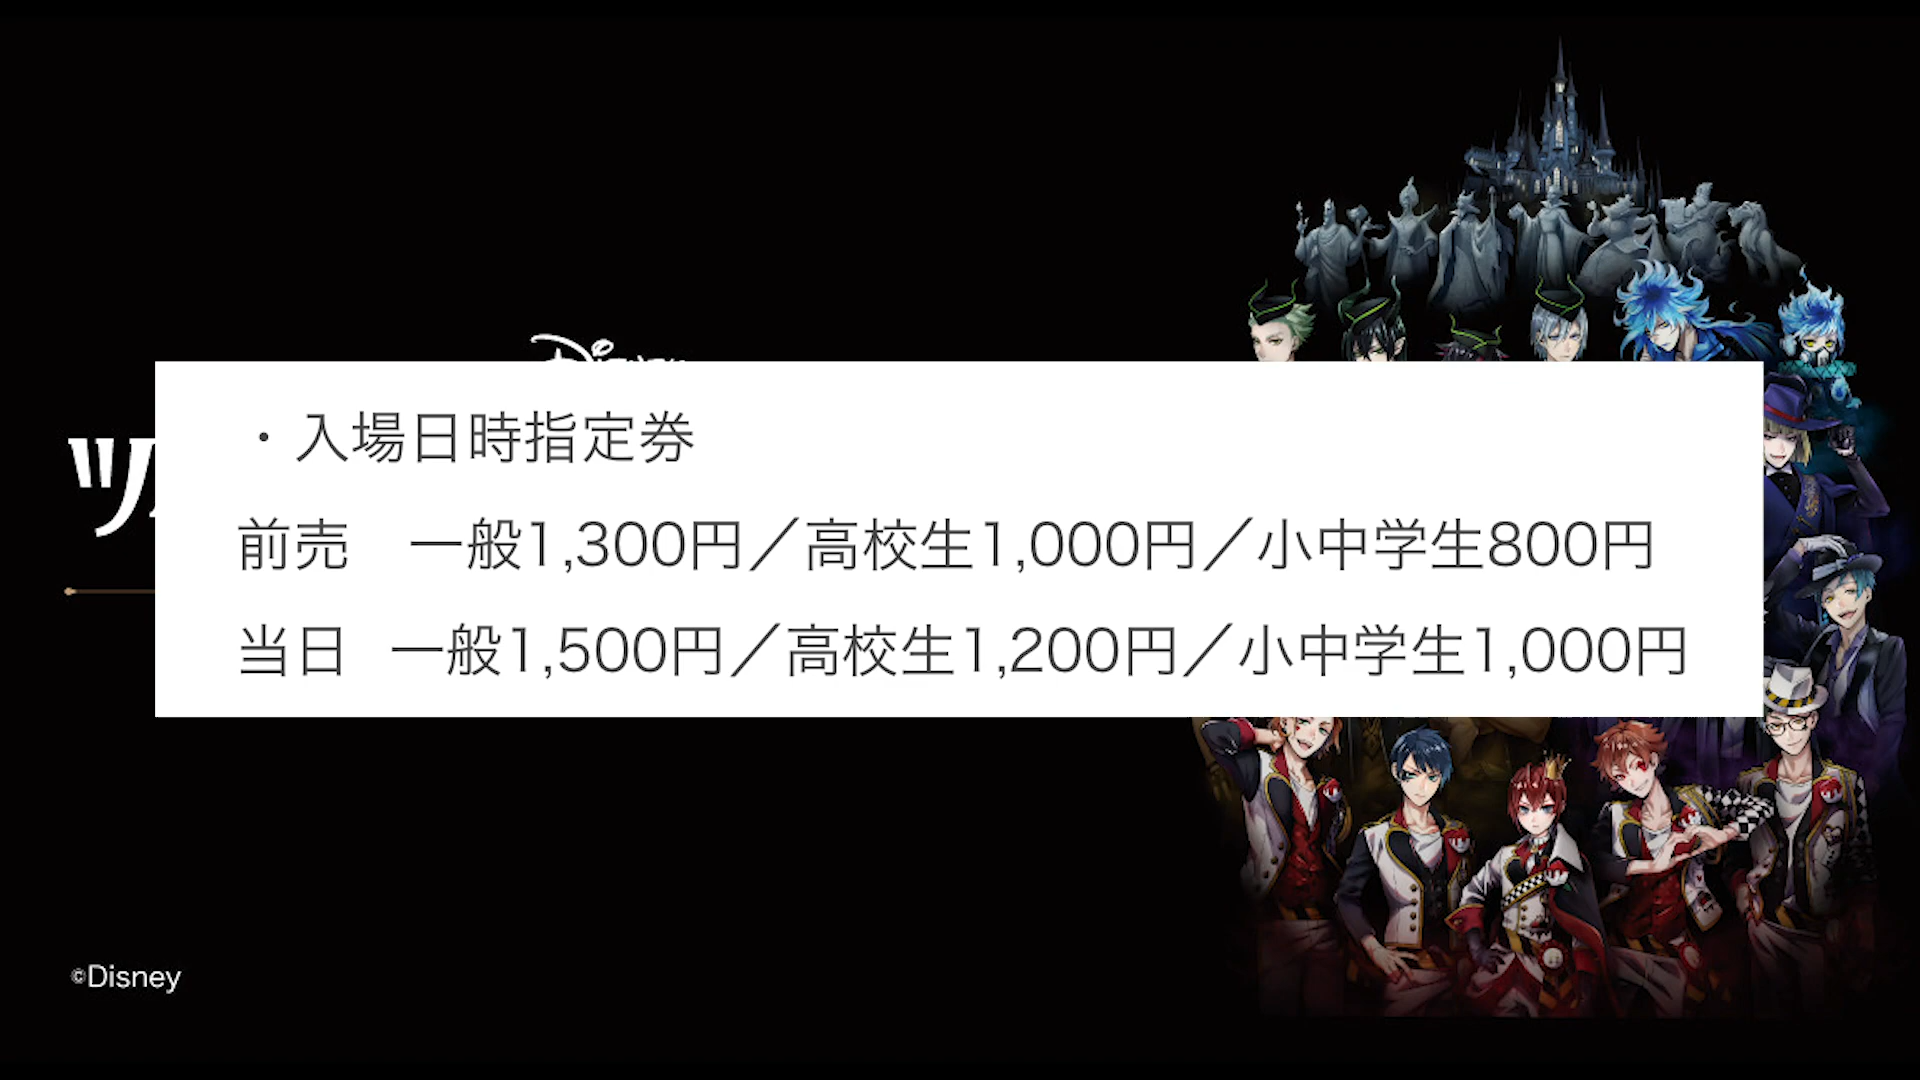 ・入場日時指定券
前売　一般1,300円／高校生1,000円／小中学生800円
当日　一般1,500円／高校生1,200円／小中学生1,000円
ツ
©Disney